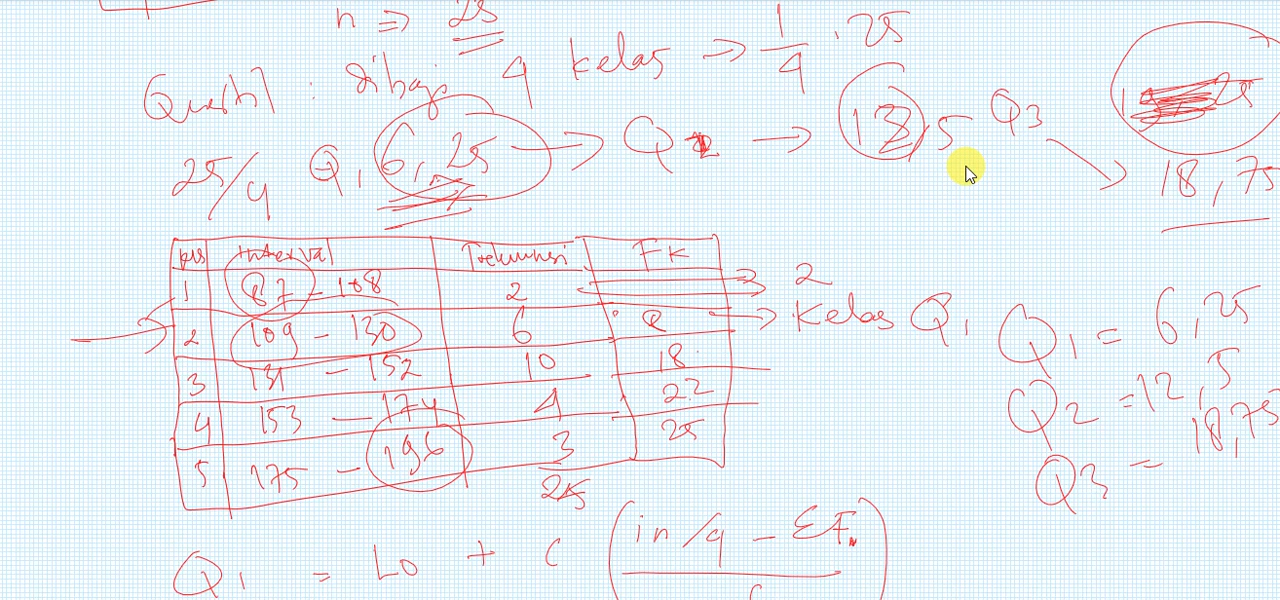 n ⇒ 25
Quartil : dibagi 4 kelas → 1/4 . 25
25/4 Q1 6,25 → Q2 → 12,5 Q3
18,75
kls Interval Frekuensi Fk
1 87 - 108 2 2
2 109 - 130 6 8 → Kelas Q1
3 131 - 152 10 18
4 153 - 174 4 22
5 175 - 196 3 25
25
Q1 = 6,25
Q2 = 12,5
Q3 = 18,75
Q1 = Lo + C (in/4 - ΣF